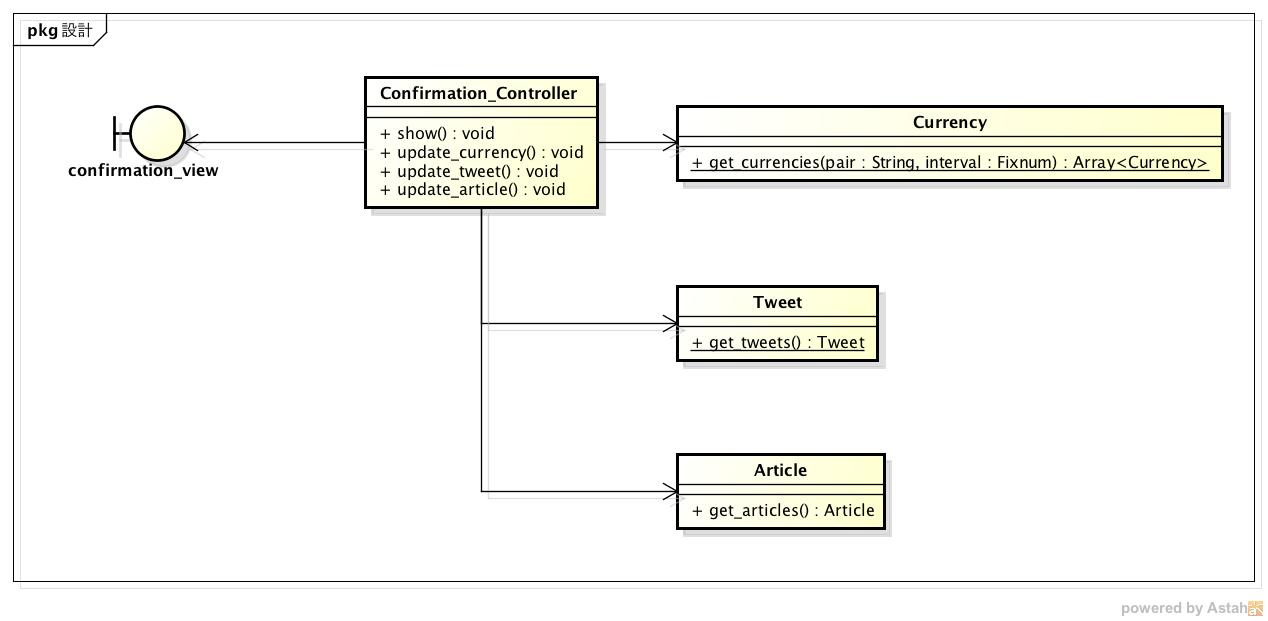 pkg 設計
confirmation_view
Confirmation_Controller
+ show() : void
+ update_currency() : void
+ update_tweet() : void
+ update_article() : void
Currency
+ get_currencies(pair : String, interval : Fixnum) : Array<Currency>
Tweet
+ get_tweets() : Tweet
Article
+ get_articles() : Article
powered by Astah